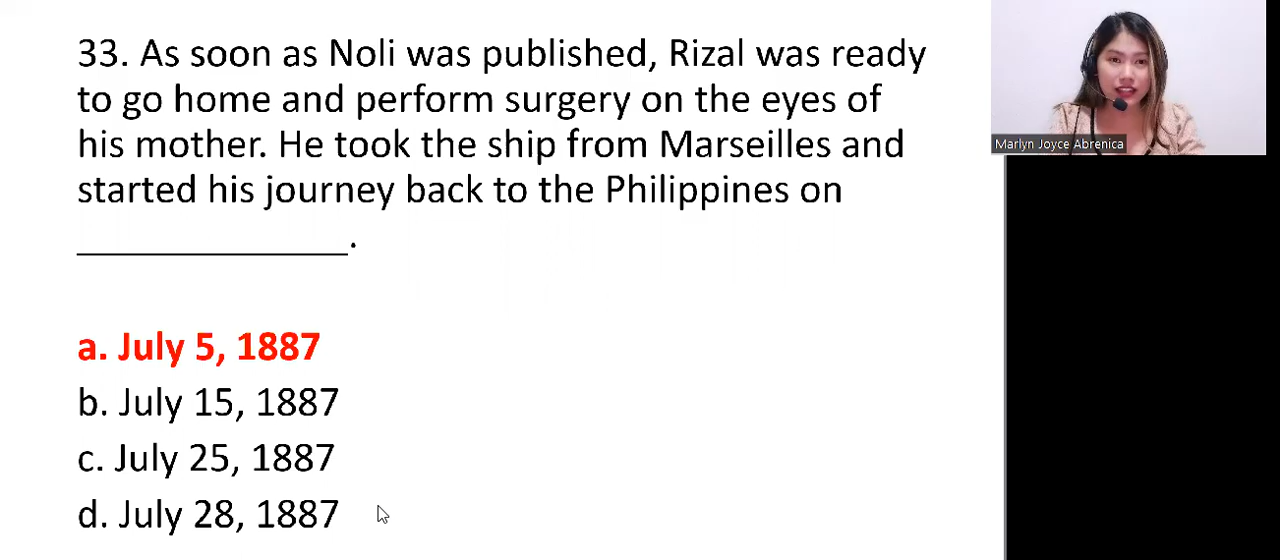 33. As soon as Noli was published, Rizal was ready
to go home and perform surgery on the eyes of
his mother. He took the ship from Marseilles and
started his journey back to the Philippines on
______________.
a. July 5, 1887
b. July 15, 1887
c. July 25, 1887
d. July 28, 1887
Marlyn Joyce Abrenica